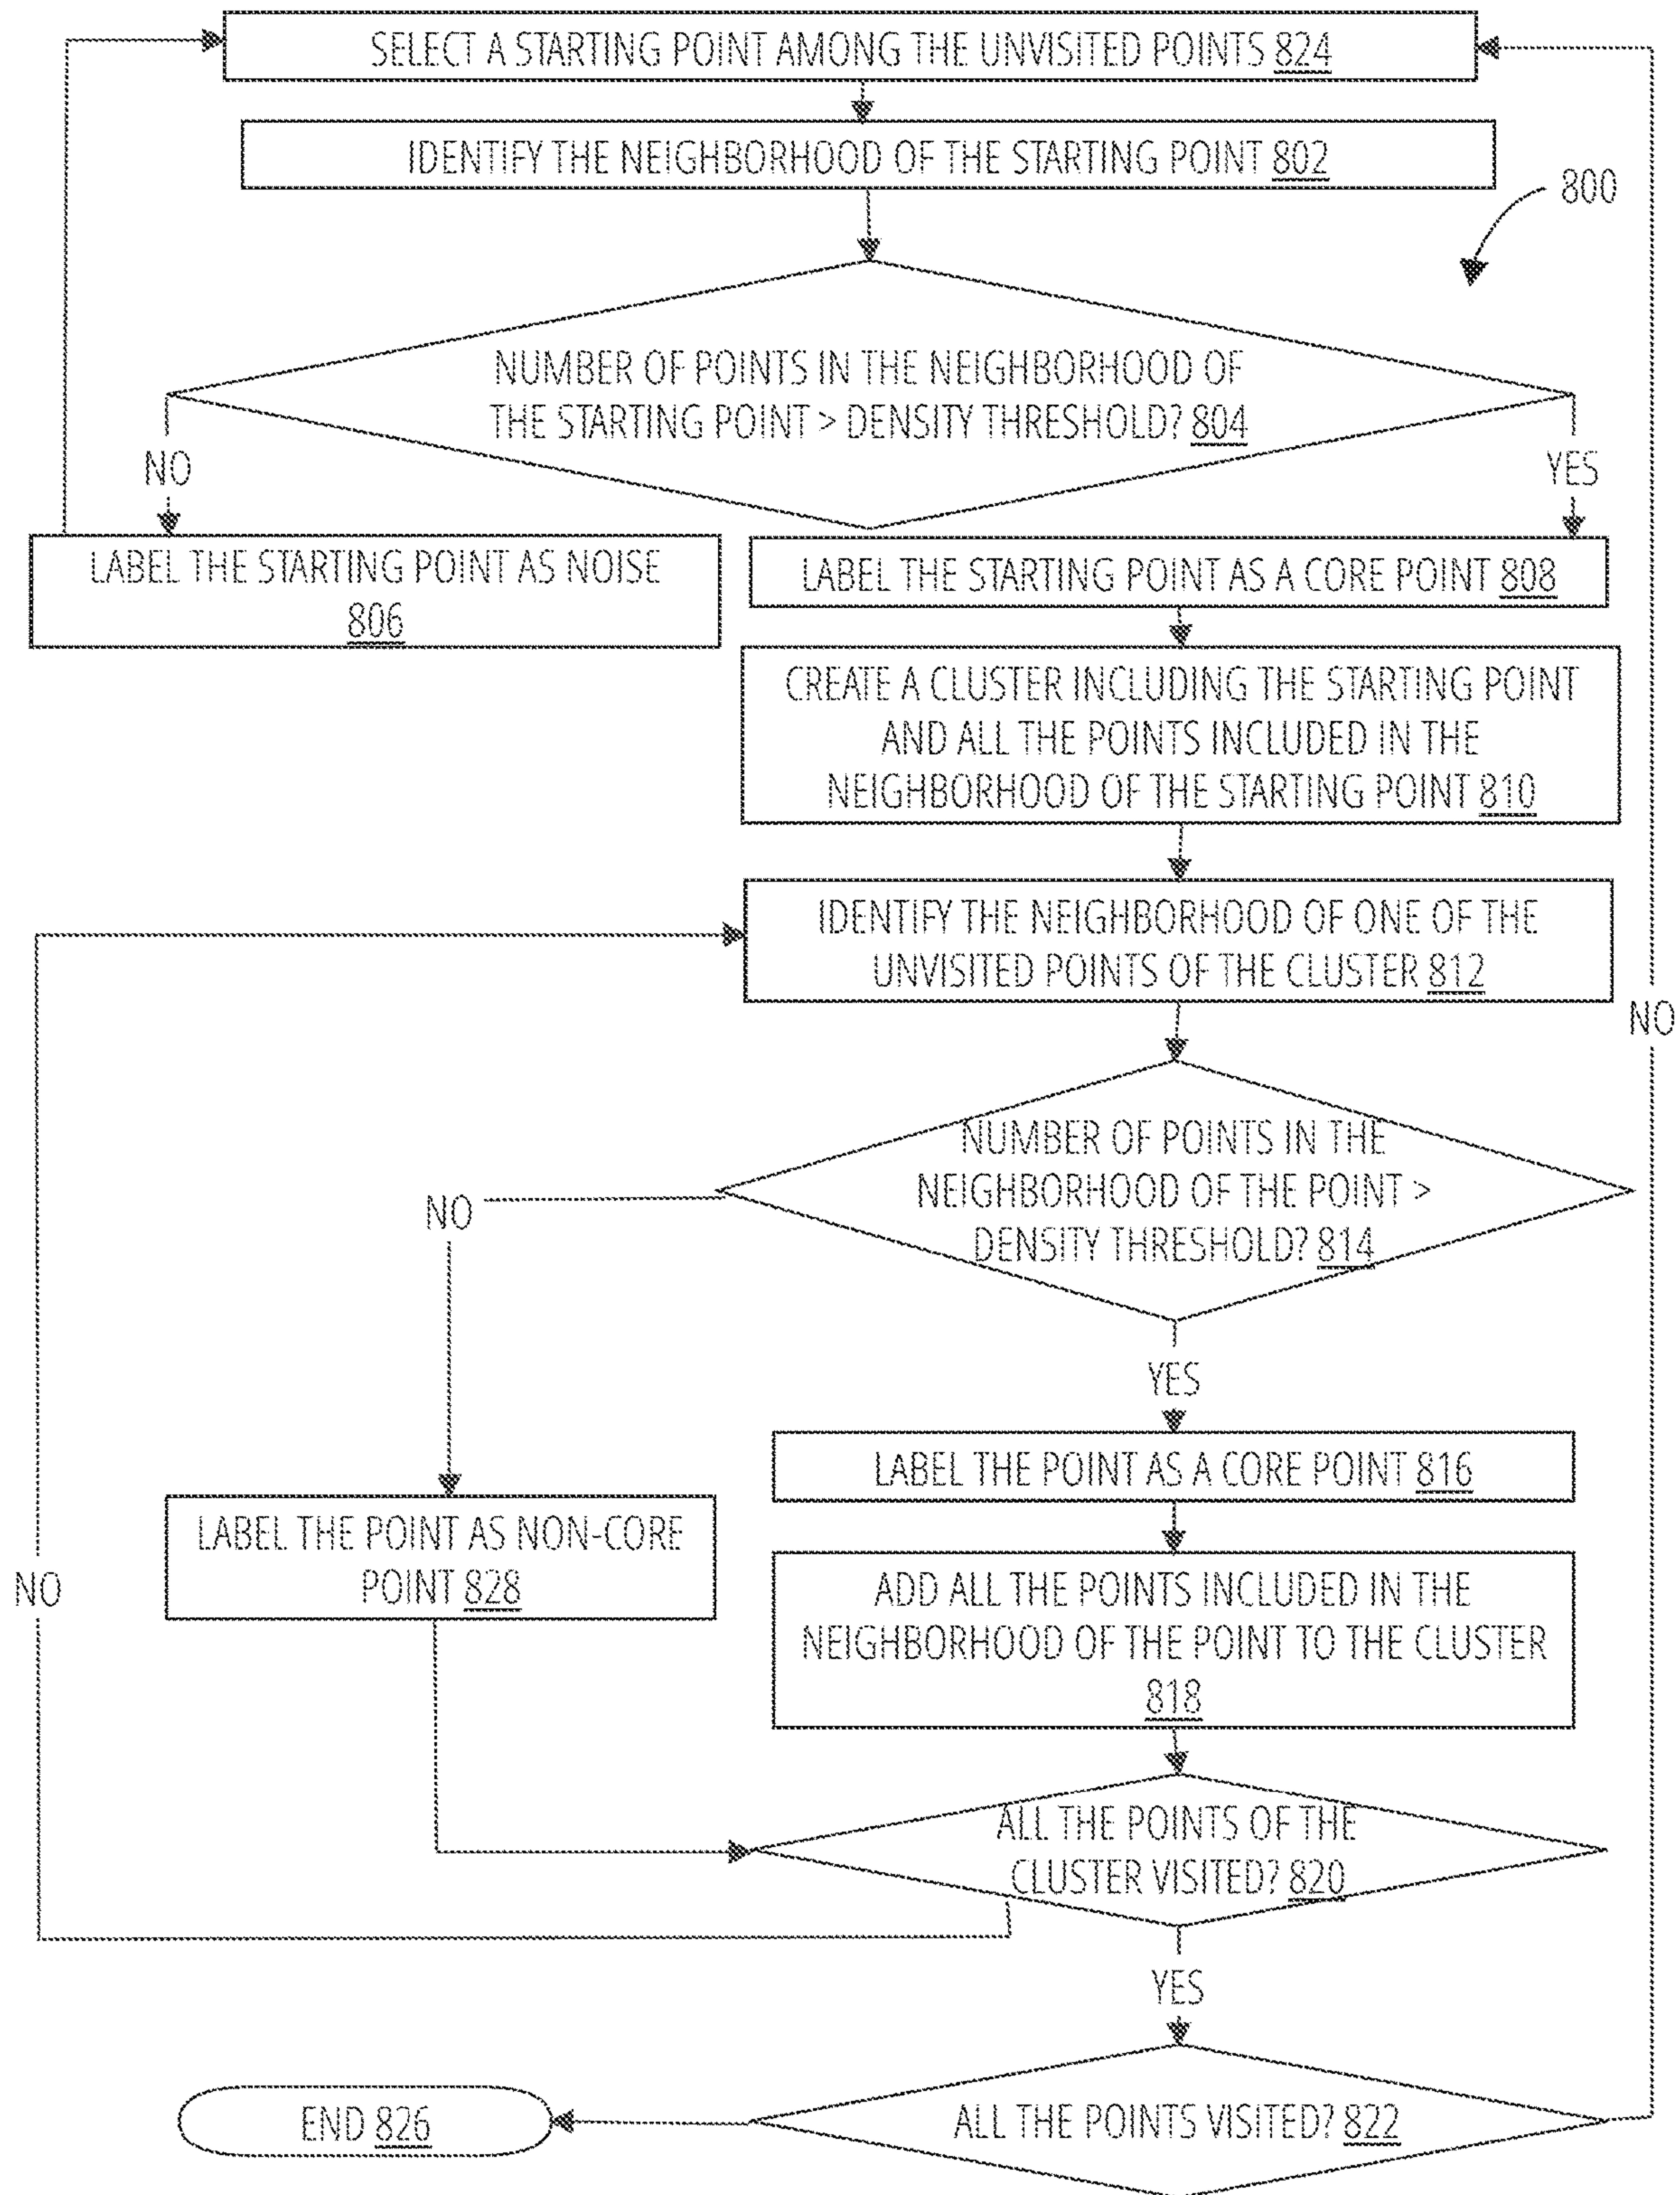 SELECT A STARTING POINT AMONG THE UNVISITED POINTS 824
IDENTIFY THE NEIGHBORHOOD OF THE STARTING POINT 802
800
NUMBER OF POINTS IN THE NEIGHBORHOOD OF
THE STARTING POINT > DENSITY THRESHOLD? 804
NO
YES
LABEL THE STARTING POINT AS NOISE
806
LABEL THE STARTING POINT AS A CORE POINT 808
CREATE A CLUSTER INCLUDING THE STARTING POINT
AND ALL THE POINTS INCLUDED IN THE
NEIGHBORHOOD OF THE STARTING POINT 810
IDENTIFY THE NEIGHBORHOOD OF ONE OF THE
UNVISITED POINTS OF THE CLUSTER 812
NO
NUMBER OF POINTS IN THE
NEIGHBORHOOD OF THE POINT >
DENSITY THRESHOLD? 814
NO
YES
LABEL THE POINT AS A CORE POINT 816
LABEL THE POINT AS NON-CORE
POINT 828
NO
ADD ALL THE POINTS INCLUDED IN THE
NEIGHBORHOOD OF THE POINT TO THE CLUSTER
818
ALL THE POINTS OF THE
CLUSTER VISITED? 820
YES
END 826
ALL THE POINTS VISITED? 822